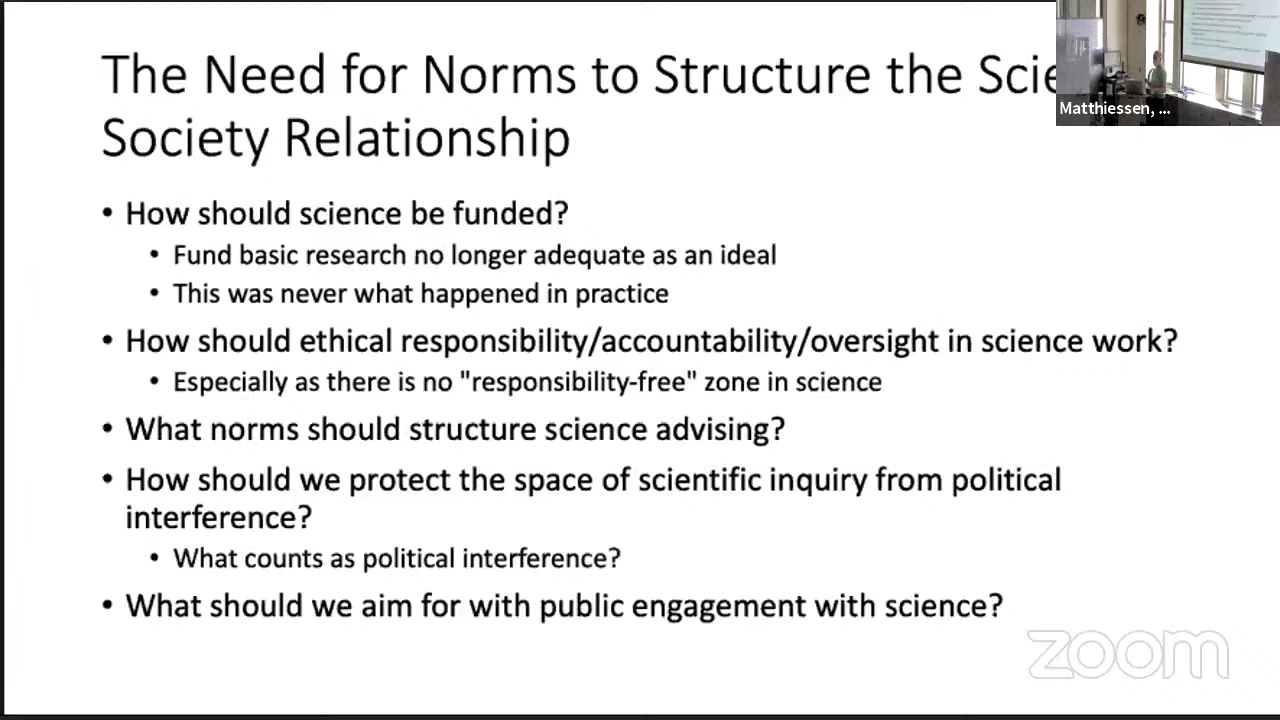 The Need for Norms to Structure the Scie
Society Relationship
Matthiessen, ...
• How should science be funded?
• Fund basic research no longer adequate as an ideal
• This was never what happened in practice
• How should ethical responsibility/accountability/oversight in science work?
• Especially as there is no "responsibility-free" zone in science
• What norms should structure science advising?
• How should we protect the space of scientific inquiry from political
interference?
• What counts as political interference?
• What should we aim for with public engagement with science?
zoom